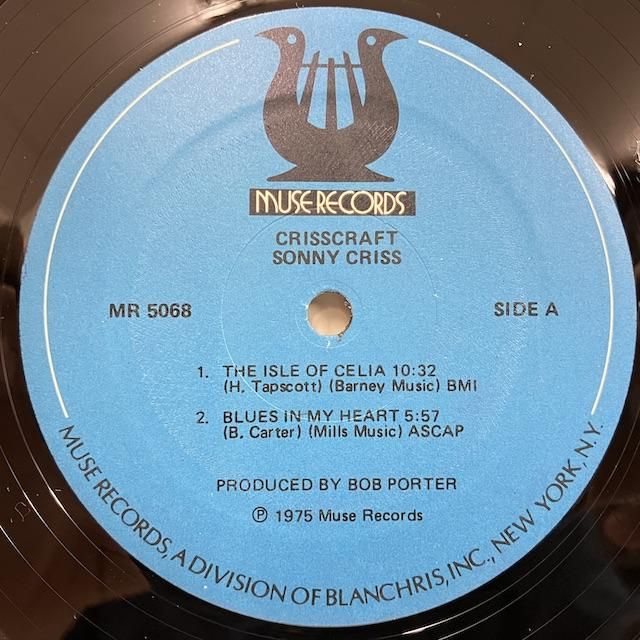 MUSE RECORDS
CRISSCRAFT
SONNY CRISS
MR 5068
SIDE A
1. THE ISLE OF CELIA 10:32
(H. Tapscott) (Barney Music) BMI
2. BLUES IN MY HEART 5:57
(B. Carter) (Mills Music) ASCAP
PRODUCED BY BOB PORTER
℗ 1975 Muse Records
MUSE RECORDS, A DIVISION OF BLANCHRIS, INC., NEW YORK, N.Y.